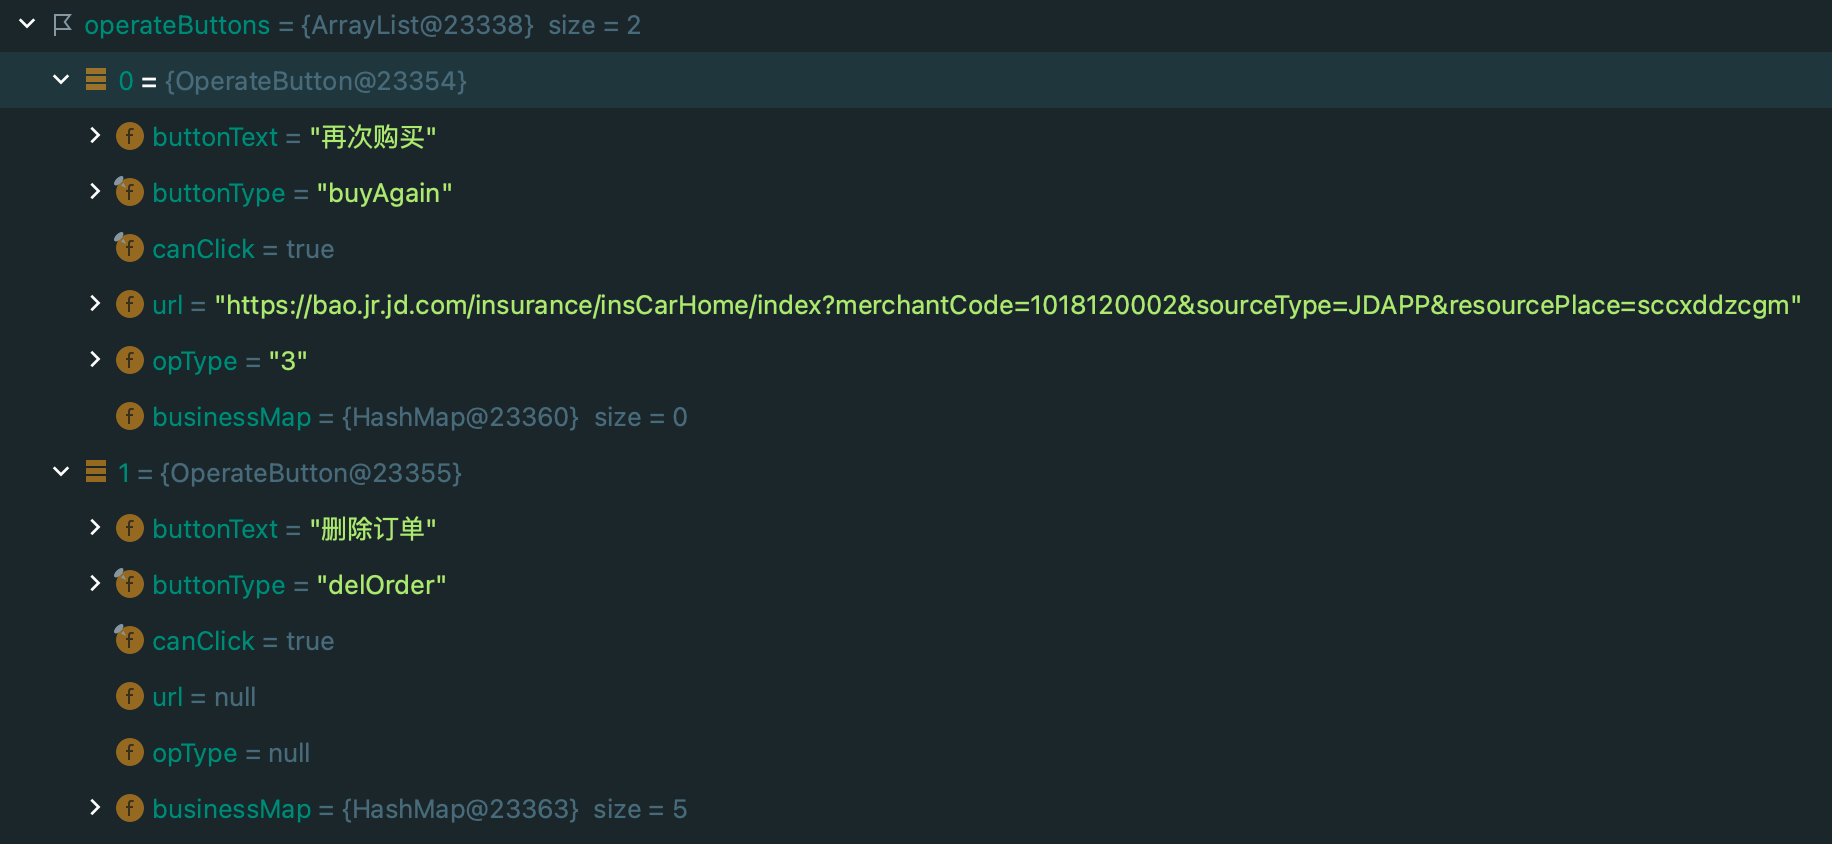 operateButtons = {ArrayList@23338} size = 2
0 = {OperateButton@23354}
f buttonText = "再次购买"
f buttonType = "buyAgain"
f canClick = true
f url = "https://bao.jr.jd.com/insurance/insCarHome/index?merchantCode=1018120002&sourceType=JDAPP&resourcePlace=sccxddzcgm"
f opType = "3"
f businessMap = {HashMap@23360} size = 0
1 = {OperateButton@23355}
f buttonText = "删除订单"
f buttonType = "delOrder"
f canClick = true
f url = null
f opType = null
f businessMap = {HashMap@23363} size = 5